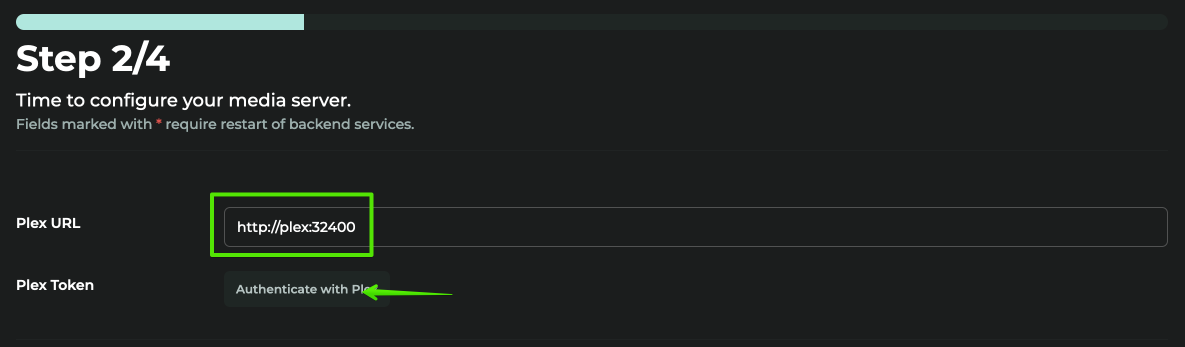 Step 2/4
Time to configure your media server.
Fields marked with * require restart of backend services.
Plex URL
http://plex:32400
Plex Token
Authenticate with Ple